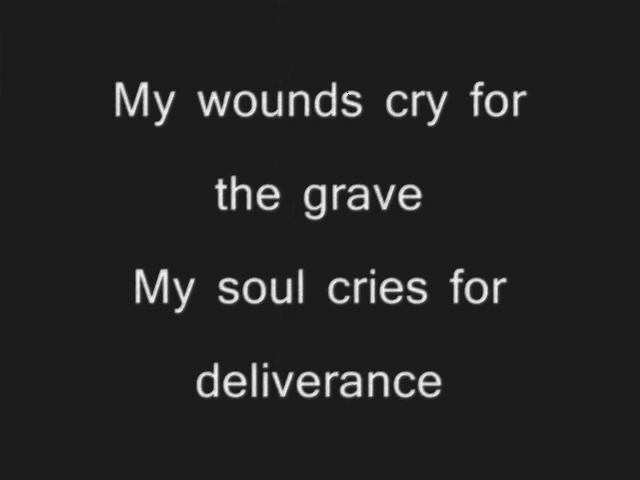 My wounds cry for
the grave
My soul cries for
deliverance